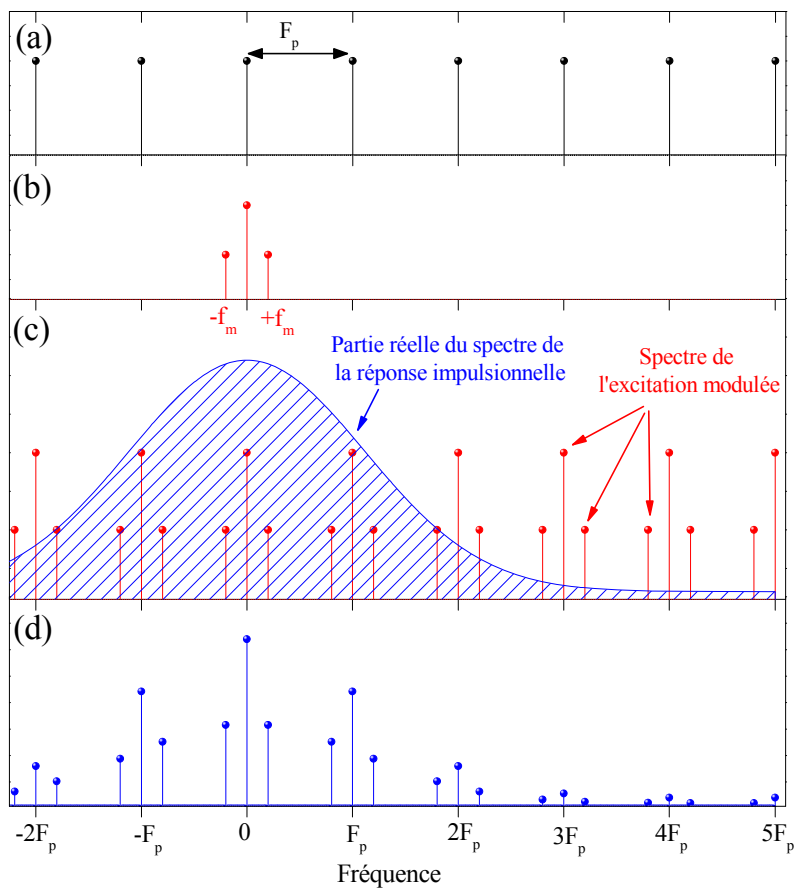 (a)
F_p
(b)
-f_m
+f_m
(c)
Partie réelle du spectre de
la réponse impulsionnelle
Spectre de
l'excitation modulée
(d)
-2F_p
-F_p
0
F_p
2F_p
3F_p
4F_p
5F_p
Fréquence